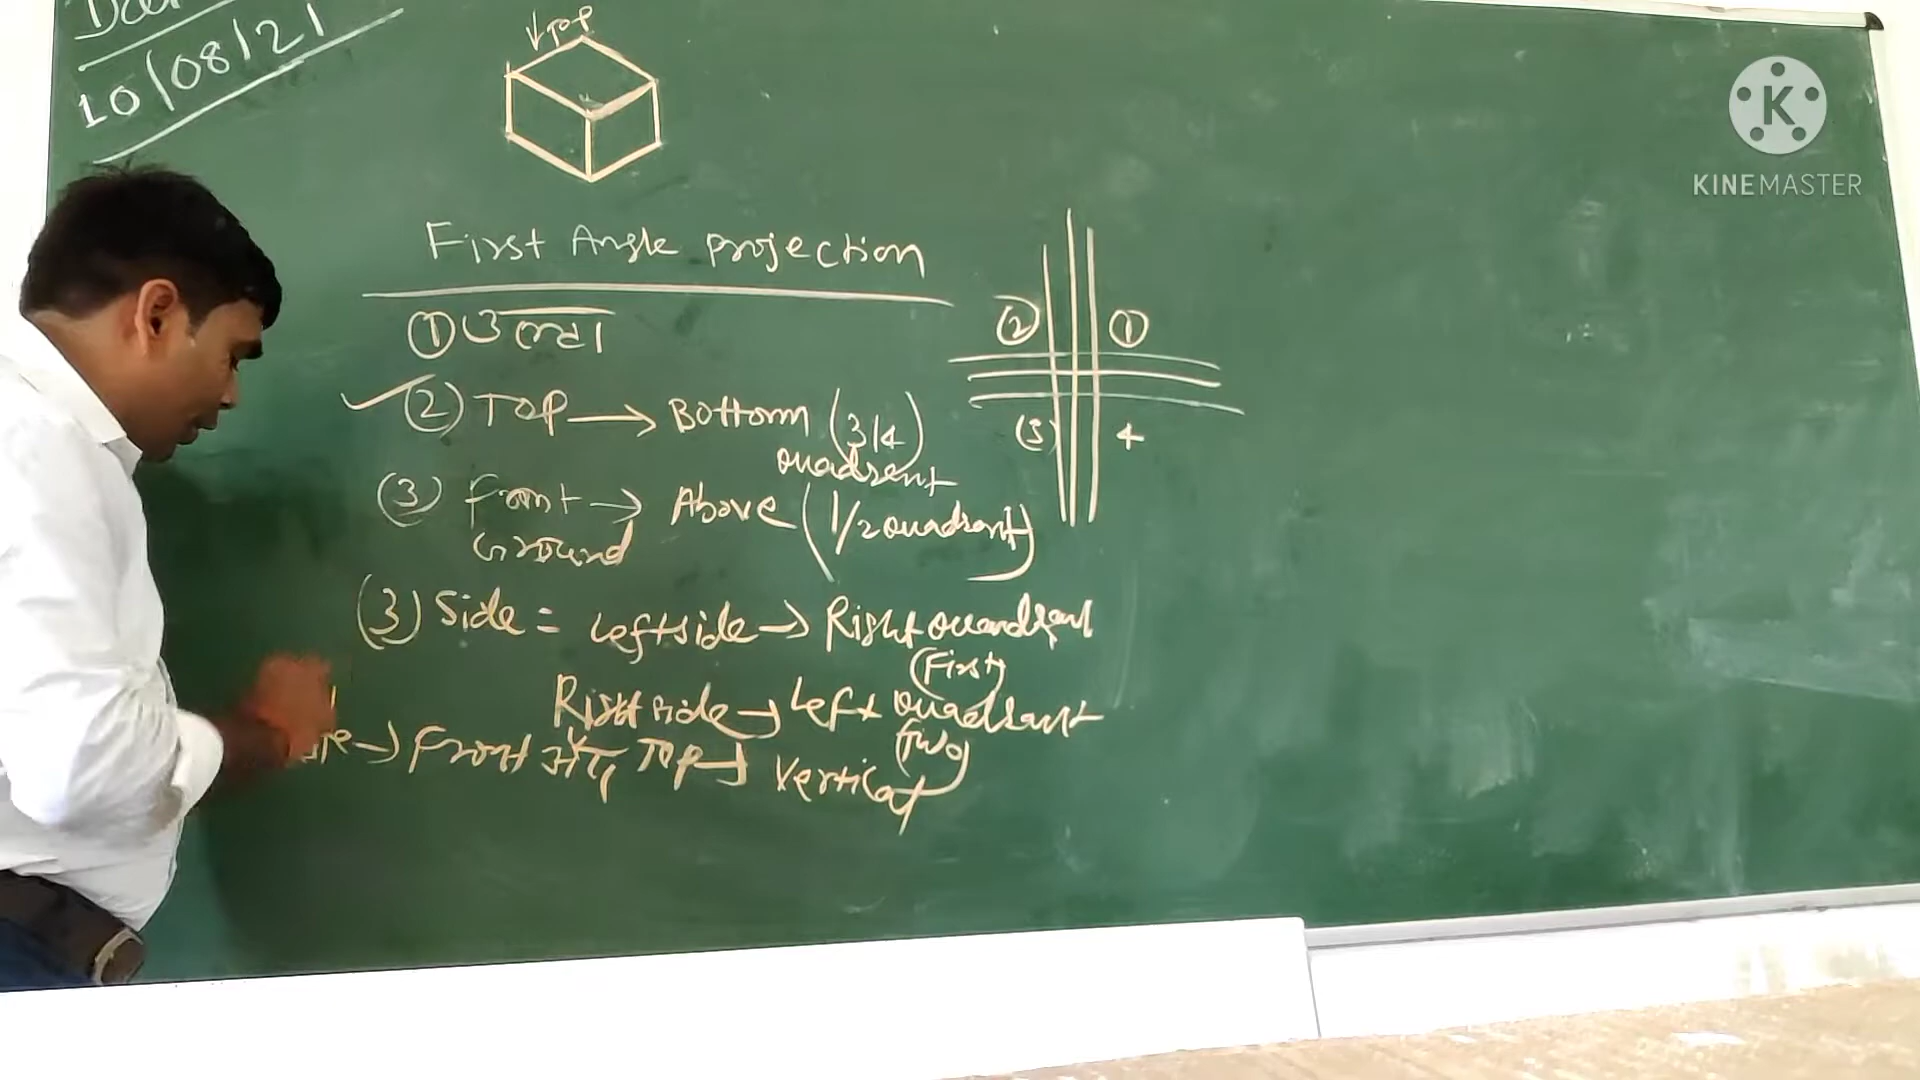 10/08/21
Top
First Angle projection
① उल्टा
② Top → Bottom (3/4)
quadrent
(3) front → Above (1/2 quadrant)
Ground
(3) Side = Leftside → Right quandrant
(First)
Right side → Left quadrant
(Two)
→ Front और Top → Vertical
② ①
(3) 4
K
KINEMASTER